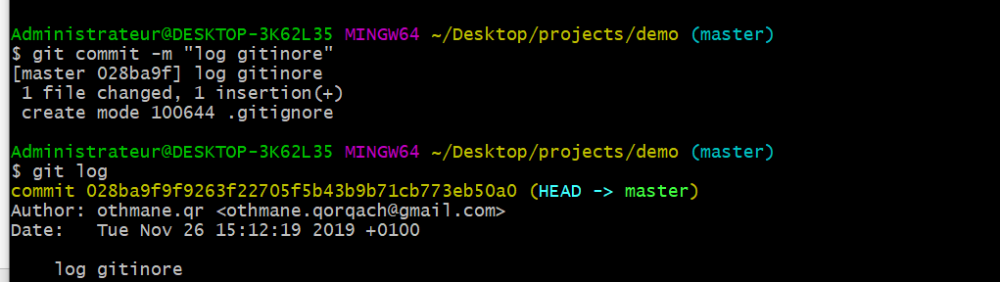 Administrateur@DESKTOP-3K62L35 MINGW64 ~/Desktop/projects/demo (master)
$ git commit -m "log gitinore"
[master 028ba9f] log gitinore
 1 file changed, 1 insertion(+)
 create mode 100644 .gitignore

Administrateur@DESKTOP-3K62L35 MINGW64 ~/Desktop/projects/demo (master)
$ git log
commit 028ba9f9f9263f22705f5b43b9b71cb773eb50a0 (HEAD -> master)
Author: othmane.qr <othmane.qorqach@gmail.com>
Date:   Tue Nov 26 15:12:19 2019 +0100

    log gitinore